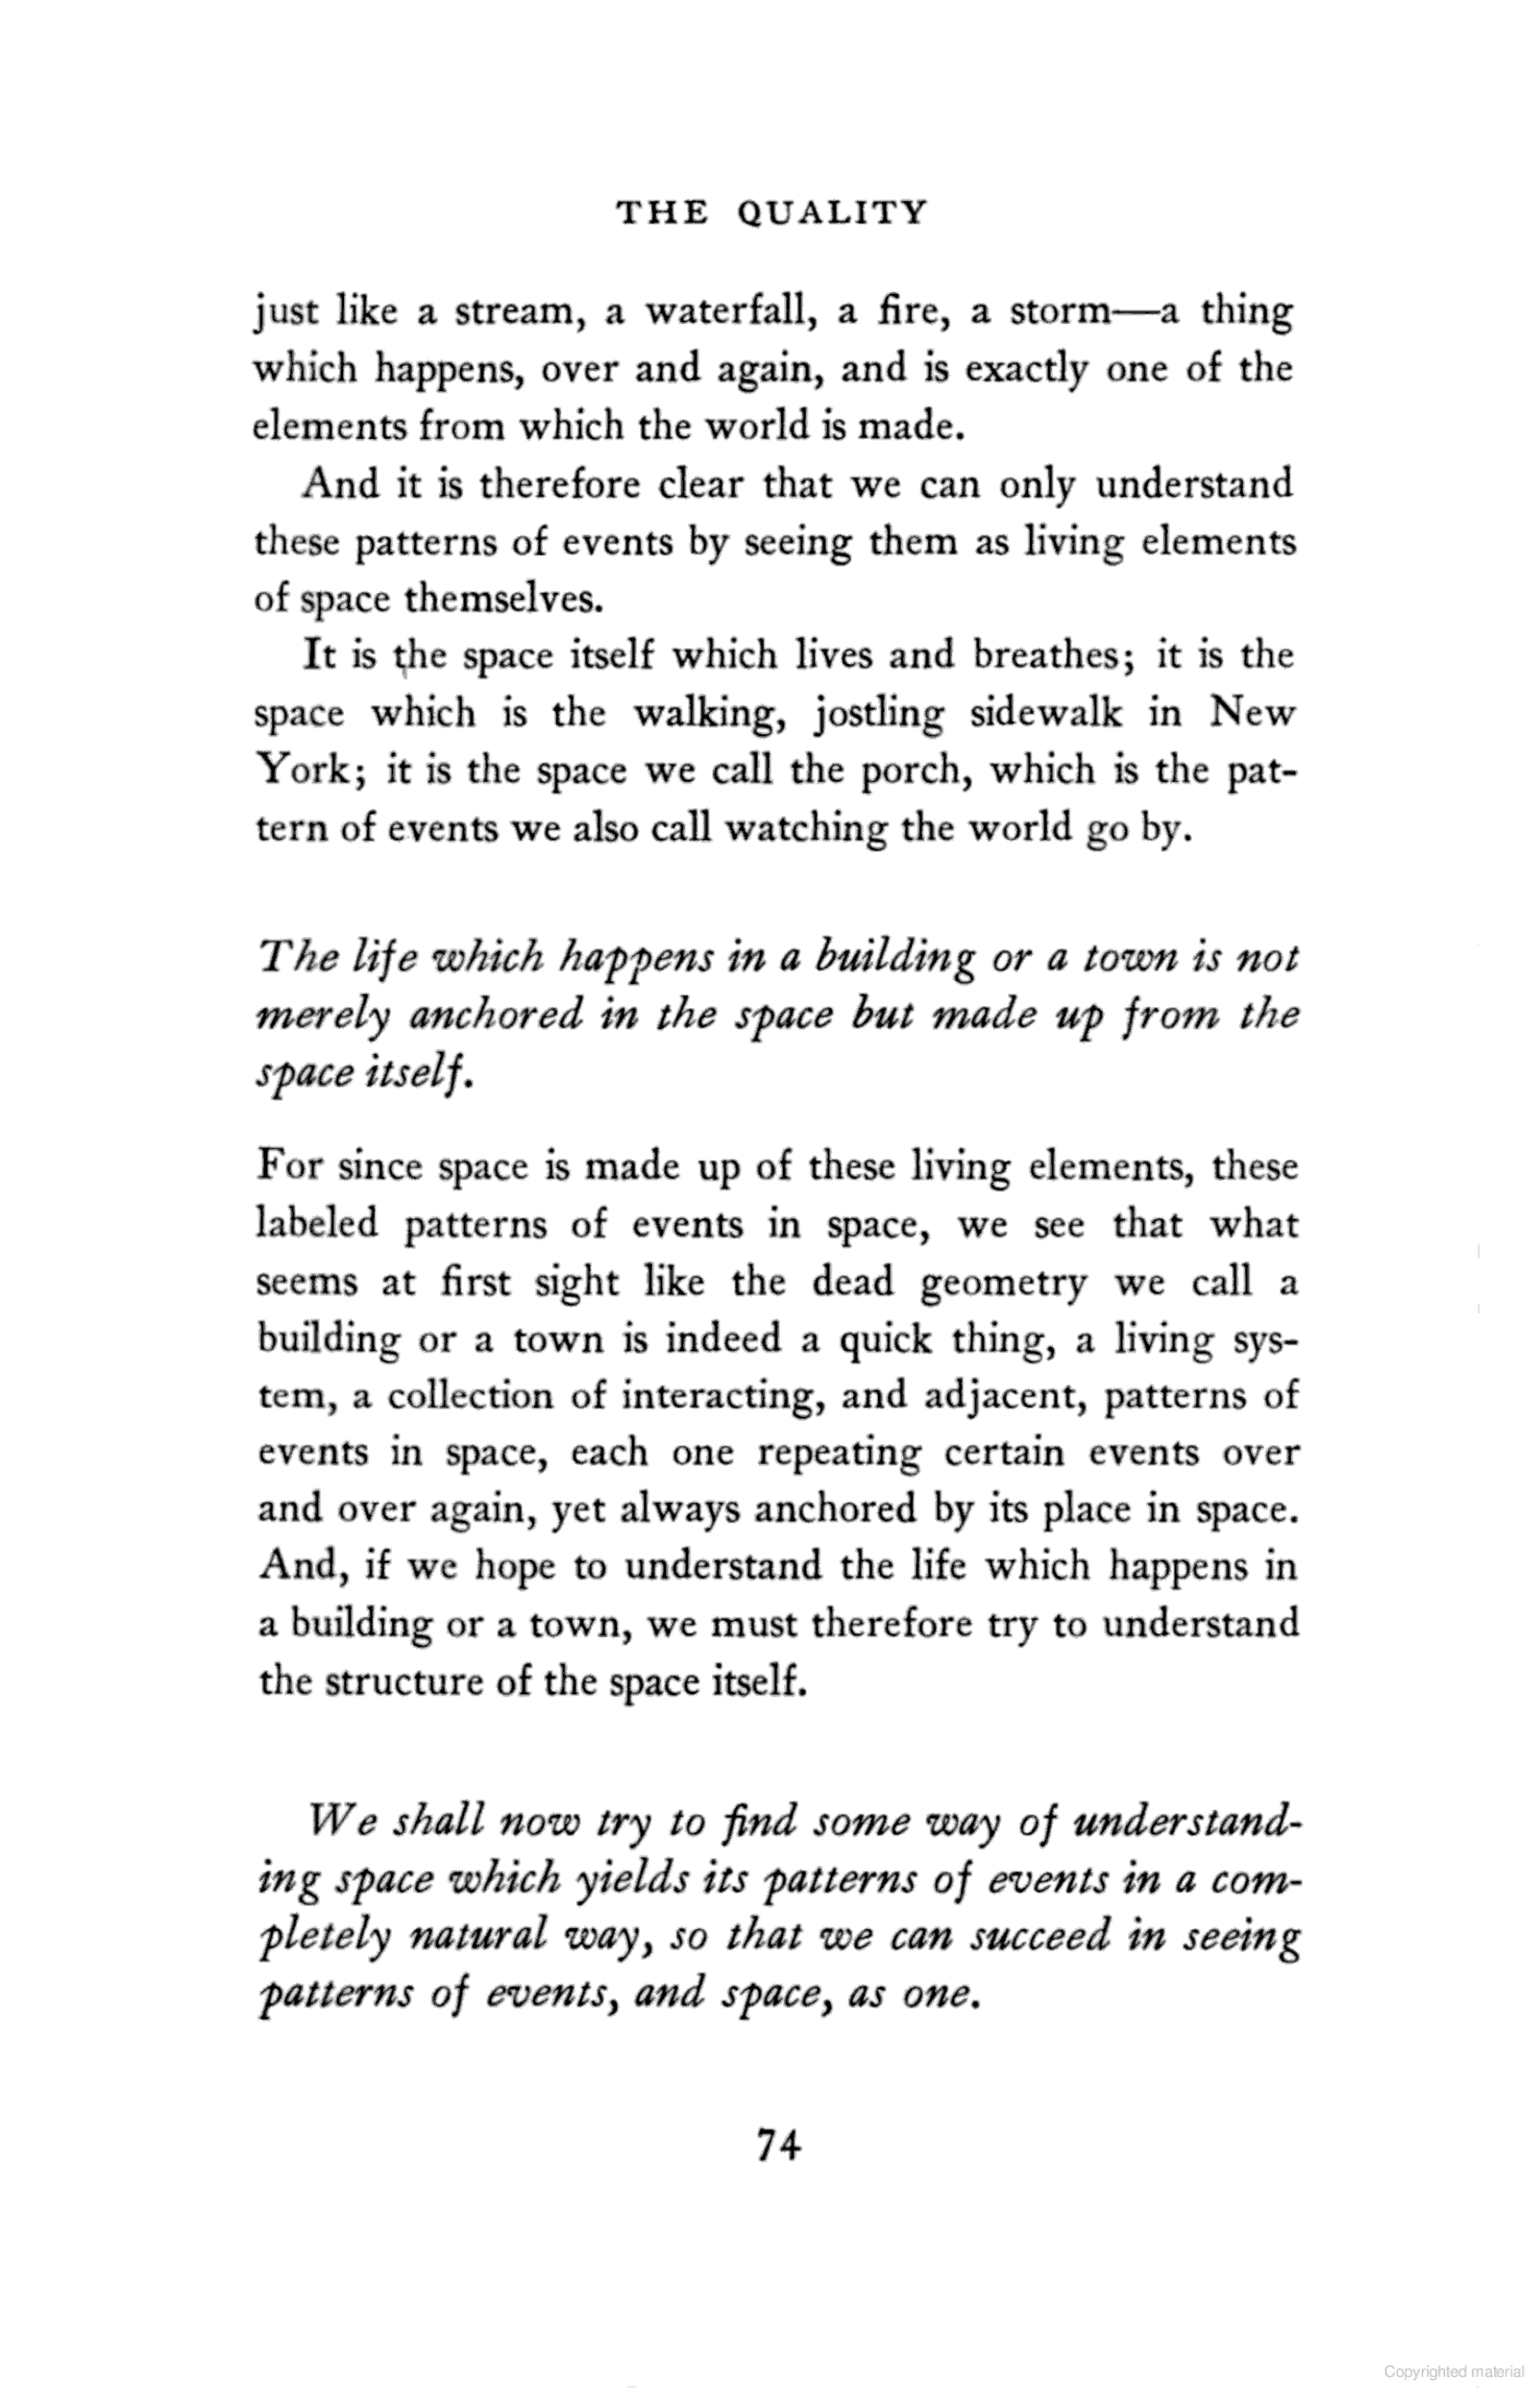 THE QUALITY
just like a stream, a waterfall, a fire, a storm—a thing
which happens, over and again, and is exactly one of the
elements from which the world is made.
And it is therefore clear that we can only understand
these patterns of events by seeing them as living elements
of space themselves.
It is the space itself which lives and breathes; it is the
space which is the walking, jostling sidewalk in New
York; it is the space we call the porch, which is the pat-
tern of events we also call watching the world go by.
The life which happens in a building or a town is not
merely anchored in the space but made up from the
space itself.
For since space is made up of these living elements, these
labeled patterns of events in space, we see that what
seems at first sight like the dead geometry we call a
building or a town is indeed a quick thing, a living sys-
tem, a collection of interacting, and adjacent, patterns of
events in space, each one repeating certain events over
and over again, yet always anchored by its place in space.
And, if we hope to understand the life which happens in
a building or a town, we must therefore try to understand
the structure of the space itself.
We shall now try to find some way of understand-
ing space which yields its patterns of events in a com-
pletely natural way, so that we can succeed in seeing
patterns of events, and space, as one.
74
Copyrighted material